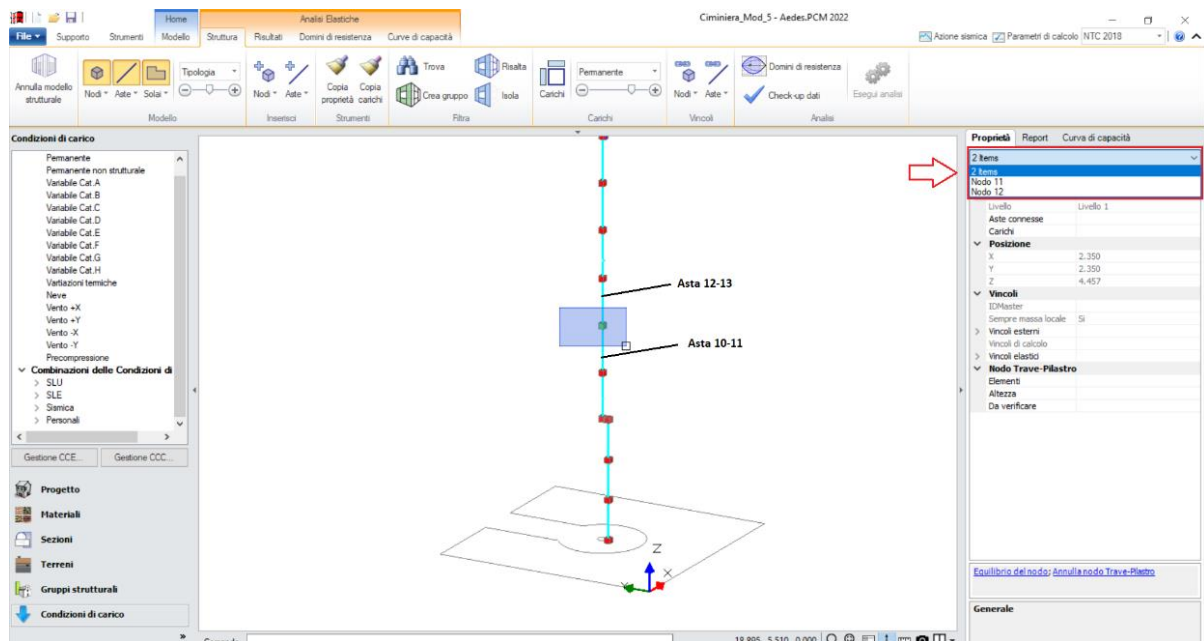 Home
Analisi Elastiche
Ciminiera_Mod_5 - Aedes.PCM 2022
File
Supporto
Strumenti
Modello
Struttura
Risultati
Domini di resistenza
Curve di capacità
Azione sismica
Parametri di calcolo
NTC 2018
Annulla modello
strutturale
Nodi
Aste
Solai
Tipologia
Modello
Nodi
Aste
Inserisci
Copia
proprietà
Copia
carichi
Strumenti
Trova
Crea gruppo
Risalta
Isola
Filtra
Carichi
Permanente
Carichi
Nodi
Aste
Vincoli
Domini di resistenza
Check-up dati
Esegui analisi
Analisi
Condizioni di carico
Permanente
Permanente non strutturale
Variabile Cat.A
Variabile Cat.B
Variabile Cat.C
Variabile Cat.D
Variabile Cat.E
Variabile Cat.F
Variabile Cat.G
Variabile Cat.H
Variazioni termiche
Neve
Vento +X
Vento +Y
Vento -X
Vento -Y
Precompressione
Combinazioni delle Condizioni di
SLU
SLE
Sismica
Personali
Gestione CCE...
Gestione CCC...
Progetto
Materiali
Sezioni
Terreni
Gruppi strutturali
Condizioni di carico
Asta 12-13
Asta 10-11
Z
X
Y
18.895 5.510 0.000
Proprietà
Report
Curva di capacità
2 Items
2 Items
Nodo 11
Nodo 12
Livello Livello 1
Aste connesse
Carichi
Posizione
X 2.350
Y 2.350
Z 4.457
Vincoli
IDMaster
Sempre massa locale Si
Vincoli esterni
Vincoli di calcolo
Vincoli elastici
Nodo Trave-Pilastro
Elementi
Altezza
Da verificare
Equilibrio del nodo; Annulla nodo Trave-Pilastro
Generale